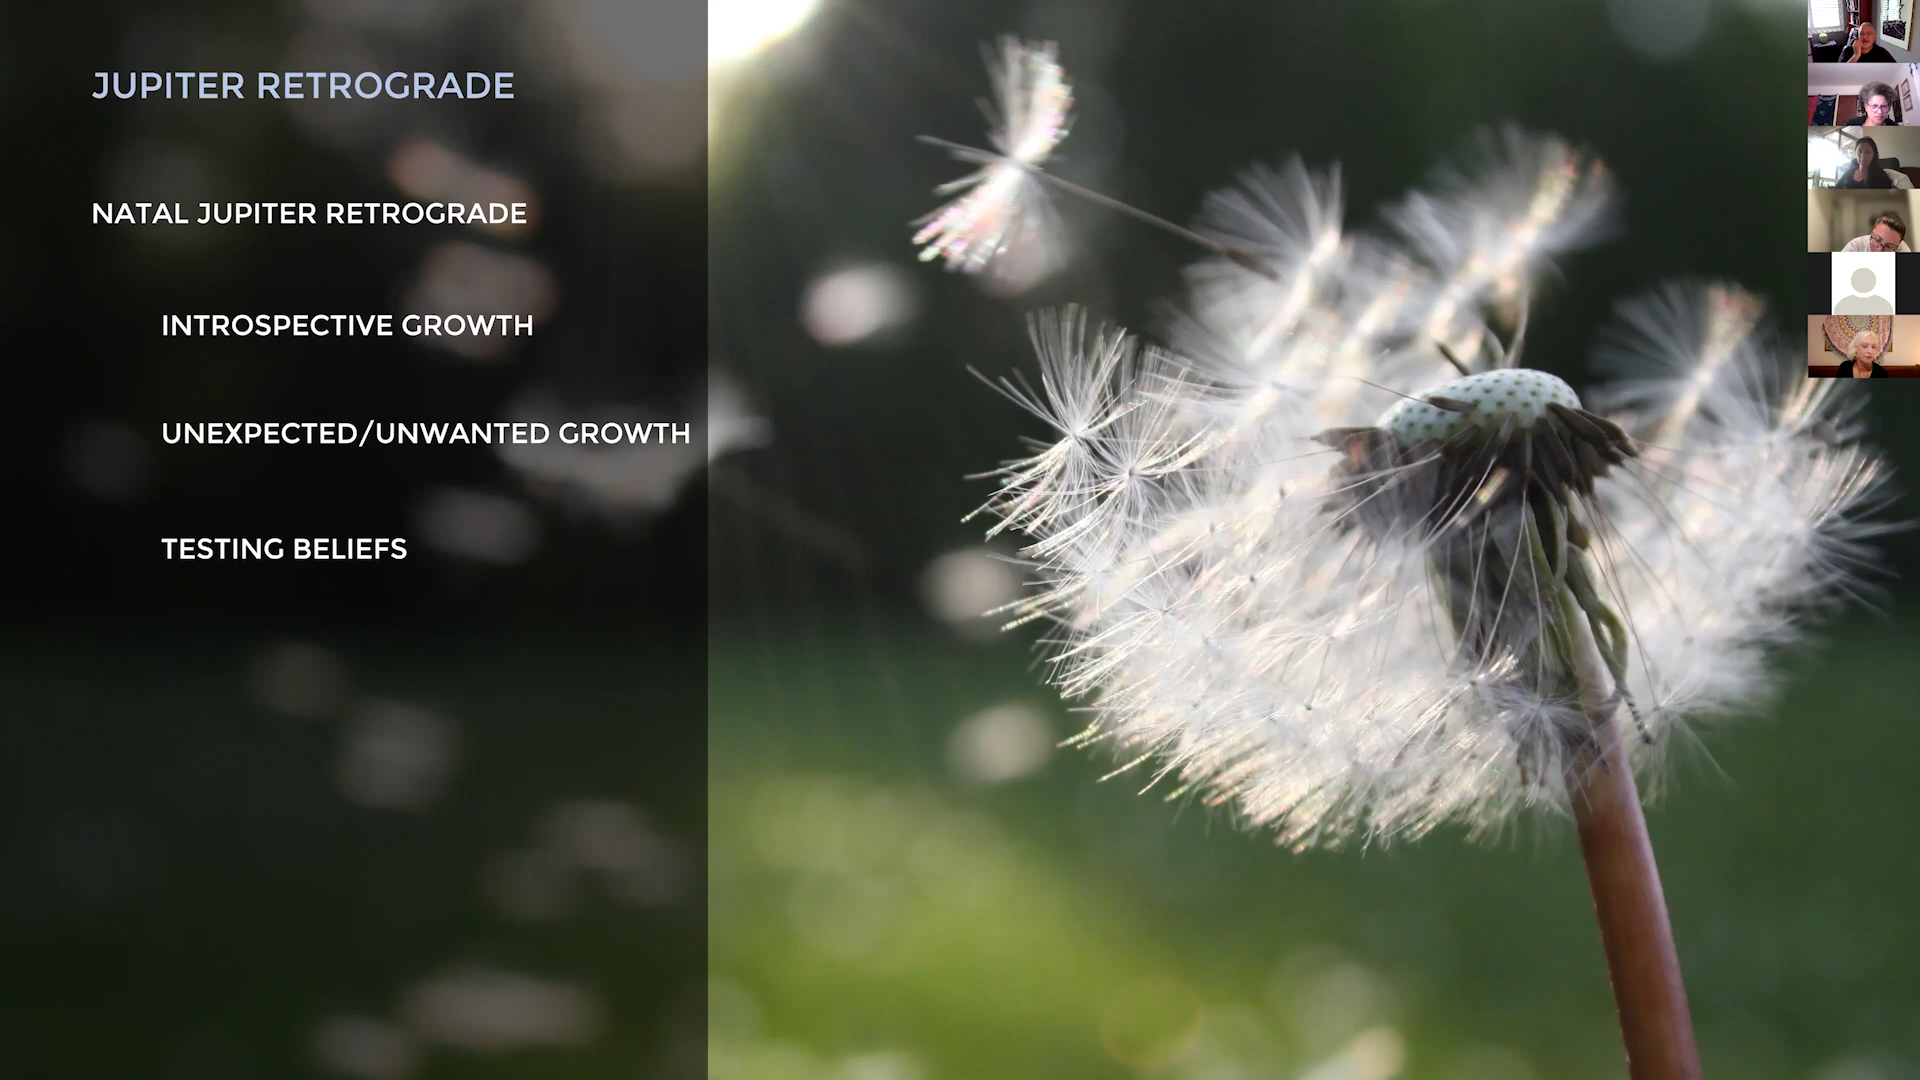 JUPITER RETROGRADE
NATAL JUPITER RETROGRADE
INTROSPECTIVE GROWTH
UNEXPECTED/UNWANTED GROWTH
TESTING BELIEFS